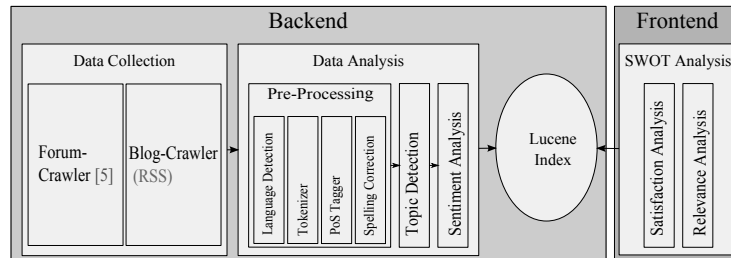 Backend
Frontend
Data Collection
Data Analysis
SWOT Analysis
Pre-Processing
Forum-
Crawler [5]
Blog-Crawler
(RSS)
Language Detection
Tokenizer
PoS Tagger
Spelling Correction
Topic Detection
Sentiment Analysis
Lucene
Index
Satisfaction Analysis
Relevance Analysis